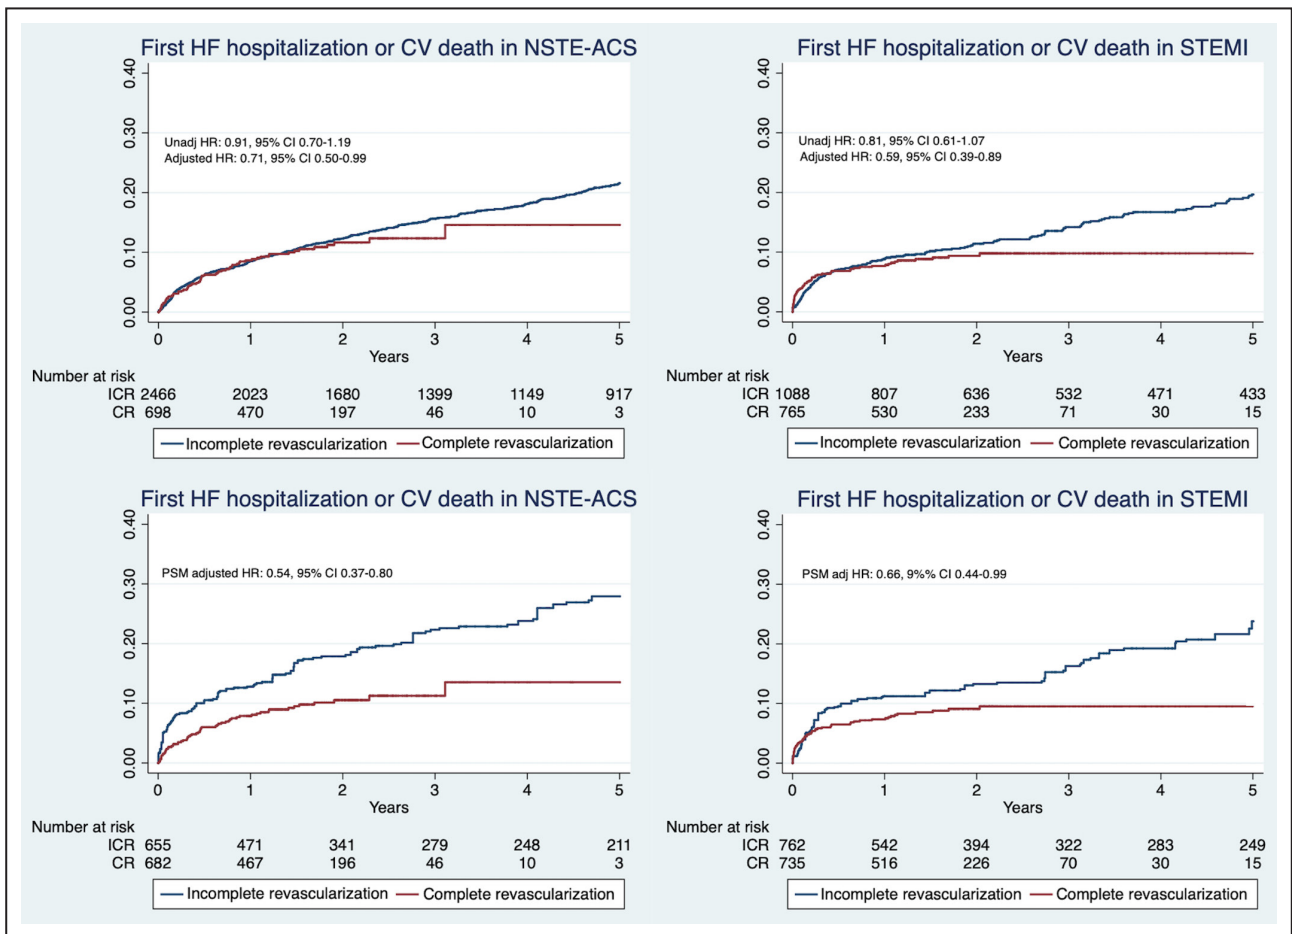 First HF hospitalization or CV death in NSTE-ACS
0.40
0.30
0.20
0.10
0.00
Unadj HR: 0.91, 95% CI 0.70-1.19
Adjusted HR: 0.71, 95% CI 0.50-0.99
0 1 2 3 4 5
Years
Number at risk
ICR 2466 2023 1680 1399 1149 917
CR 698 470 197 46 10 3
Incomplete revascularization Complete revascularization
First HF hospitalization or CV death in STEMI
0.40
0.30
0.20
0.10
0.00
Unadj HR: 0.81, 95% CI 0.61-1.07
Adjusted HR: 0.59, 95% CI 0.39-0.89
0 1 2 3 4 5
Years
Number at risk
ICR 1088 807 636 532 471 433
CR 765 530 233 71 30 15
Incomplete revascularization Complete revascularization
First HF hospitalization or CV death in NSTE-ACS
0.40
0.30
0.20
0.10
0.00
PSM adjusted HR: 0.54, 95% CI 0.37-0.80
0 1 2 3 4 5
Years
Number at risk
ICR 655 471 341 279 248 211
CR 682 467 196 46 10 3
Incomplete revascularization Complete revascularization
First HF hospitalization or CV death in STEMI
0.40
0.30
0.20
0.10
0.00
PSM adj HR: 0.66, 9%% CI 0.44-0.99
0 1 2 3 4 5
Years
Number at risk
ICR 762 542 394 322 283 249
CR 735 516 226 70 30 15
Incomplete revascularization Complete revascularization